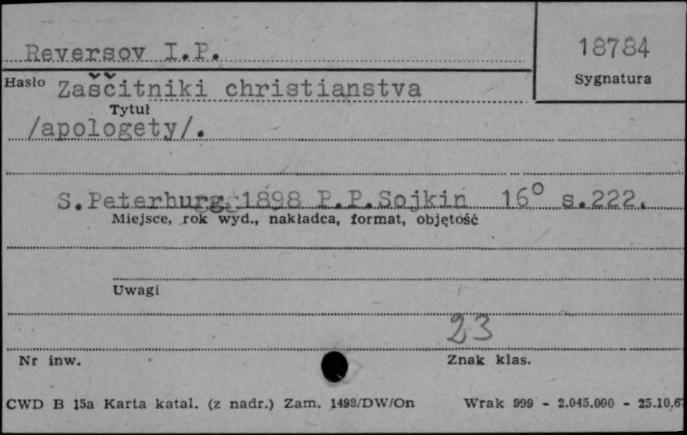 Reversov I.P.
18784
Sygnatura
Hasło Zaščitniki christianstva
Tytuł
/apologety/.
S.Peterburg 1898 P.P.Sojkin 16° s.222.
Miejsce, rok wyd., nakładca, format, objętość
Uwagi
23
Nr inw.
Znak klas.
CWD B 15a Karta katal. (z nadr.) Zam. 1498/DW/On Wrak 999 - 2.045.000 - 25.10.6